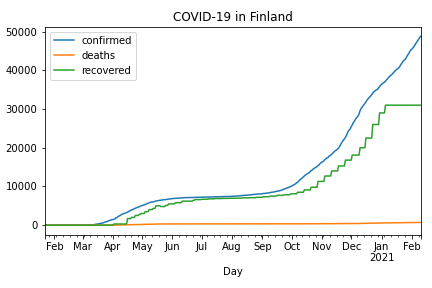 COVID-19 in Finland
confirmed
deaths
recovered
50000
40000
30000
20000
10000
0
Feb Mar Apr May Jun Jul Aug Sep Oct Nov Dec Jan Feb
2021
Day